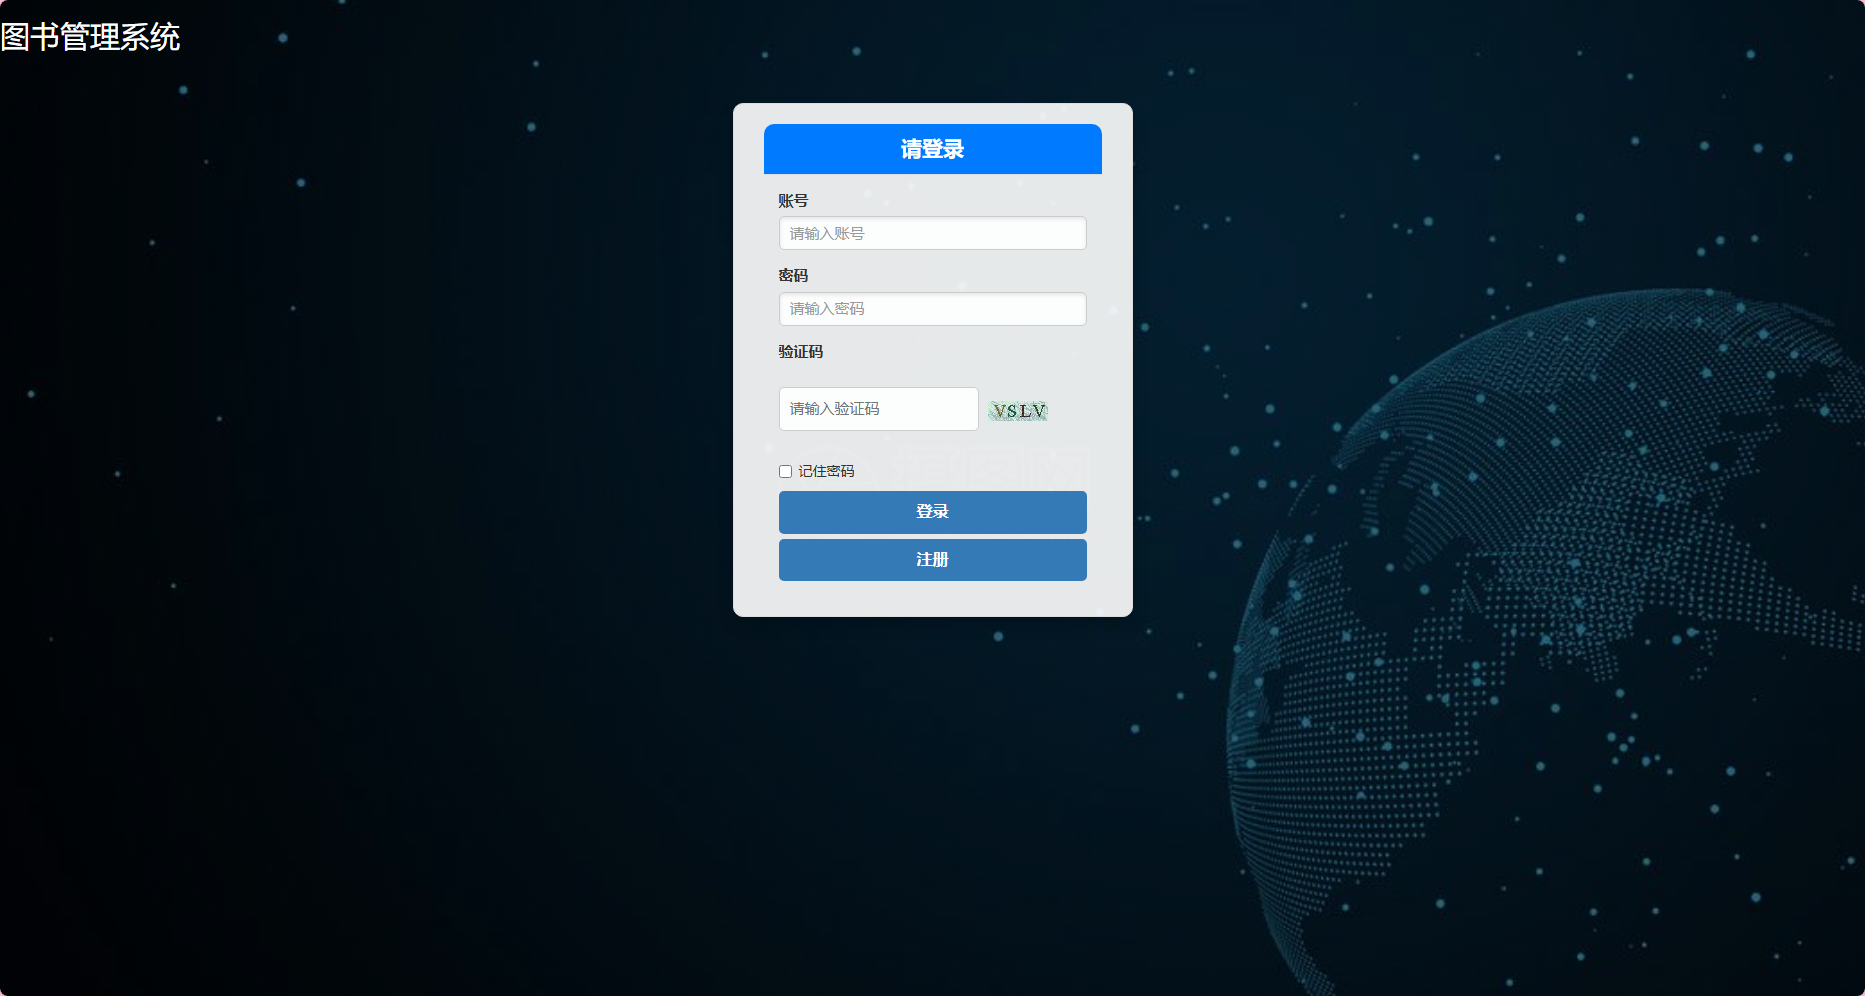 图书管理系统
请登录
账号
请输入账号
密码
请输入密码
验证码
请输入验证码 VSLV
记住密码
登录
注册